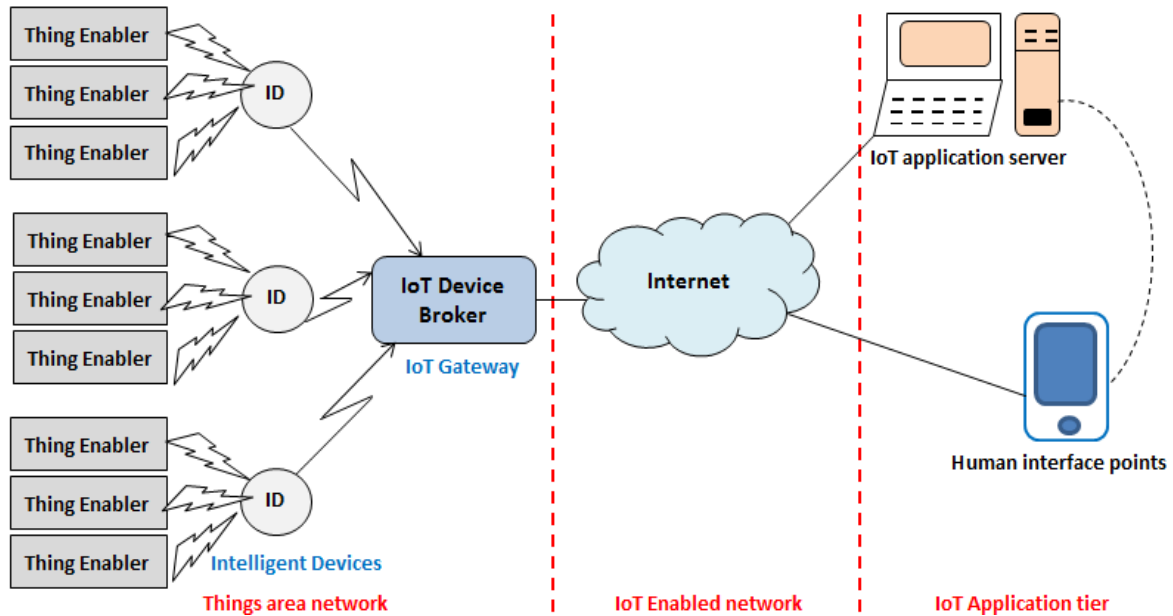 Thing Enabler
Thing Enabler
Thing Enabler
ID
Thing Enabler
Thing Enabler
Thing Enabler
ID
Thing Enabler
Thing Enabler
Thing Enabler
ID
Intelligent Devices
IoT Device
Broker
IoT Gateway
Internet
IoT application server
Human interface points
Things area network
IoT Enabled network
IoT Application tier